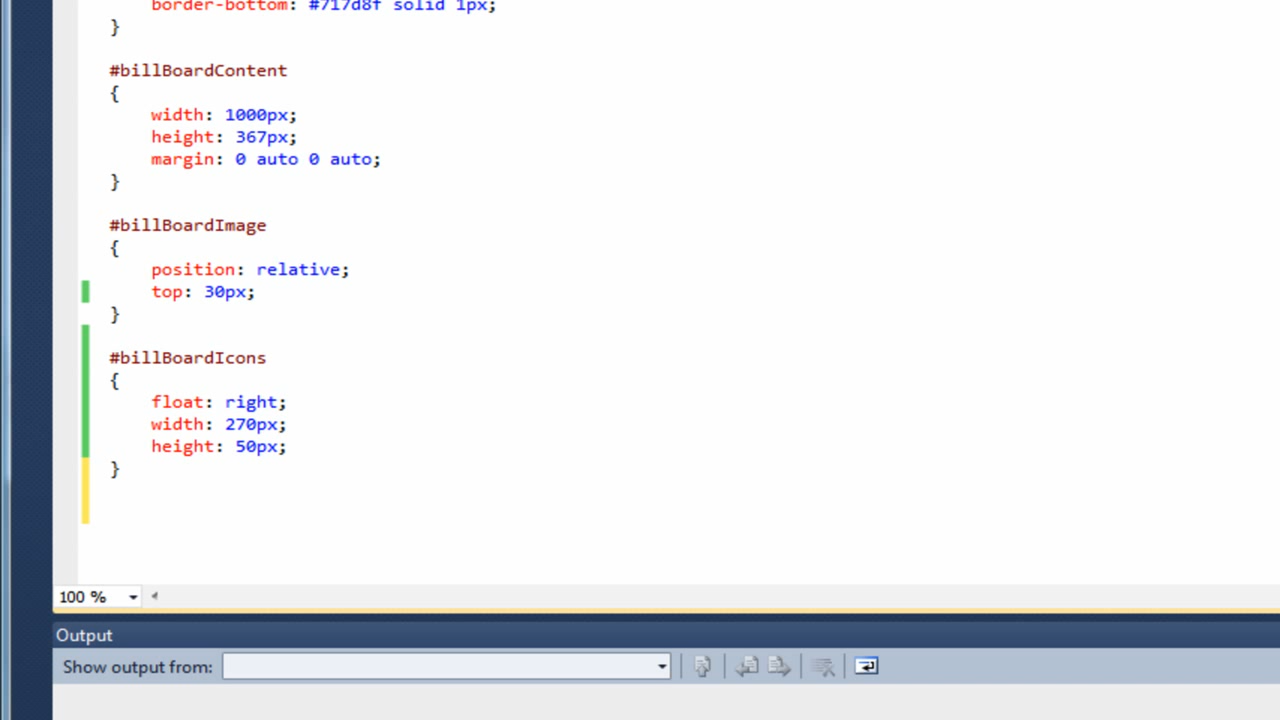 border-bottom: #717d8f solid 1px;
}
#billBoardContent
{
width: 1000px;
height: 367px;
margin: 0 auto 0 auto;
}
#billBoardImage
{
position: relative;
top: 30px;
}
#billBoardIcons
{
float: right;
width: 270px;
height: 50px;
}
100 %
Output
Show output from: